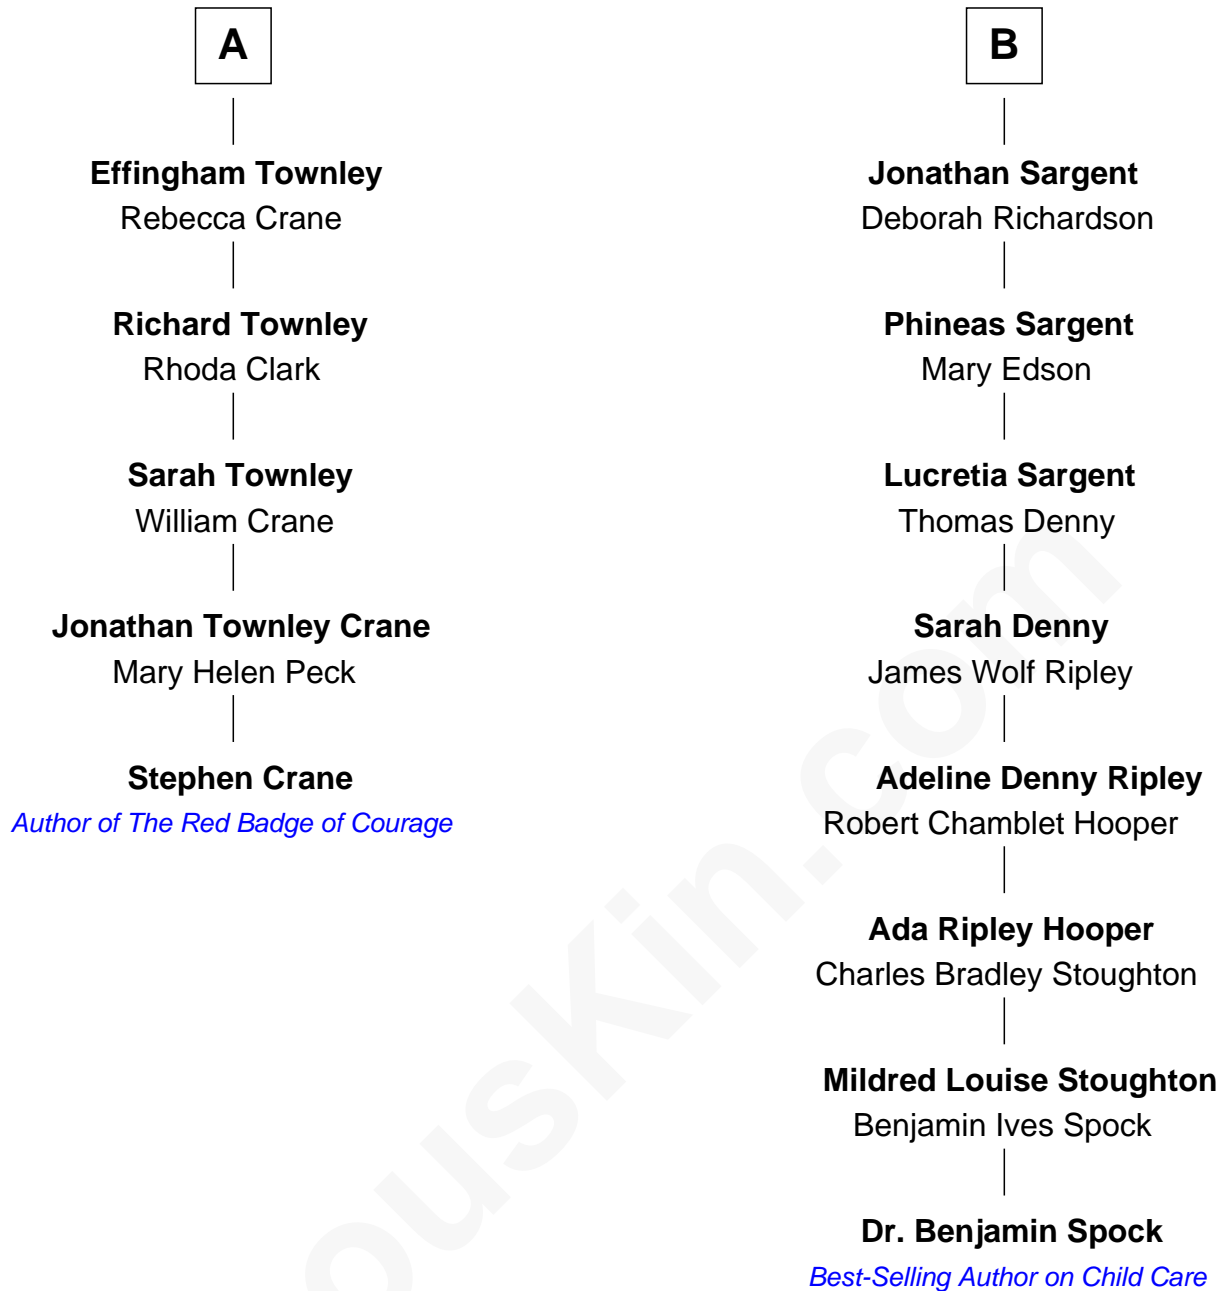 A
Effingham Townley
Rebecca Crane
Richard Townley
Rhoda Clark
Sarah Townley
William Crane
Jonathan Townley Crane
Mary Helen Peck
Stephen Crane
Author of The Red Badge of Courage
B
Jonathan Sargent
Deborah Richardson
Phineas Sargent
Mary Edson
Lucretia Sargent
Thomas Denny
Sarah Denny
James Wolf Ripley
Adeline Denny Ripley
Robert Chamblet Hooper
Ada Ripley Hooper
Charles Bradley Stoughton
Mildred Louise Stoughton
Benjamin Ives Spock
Dr. Benjamin Spock
Best-Selling Author on Child Care
ousKin.com